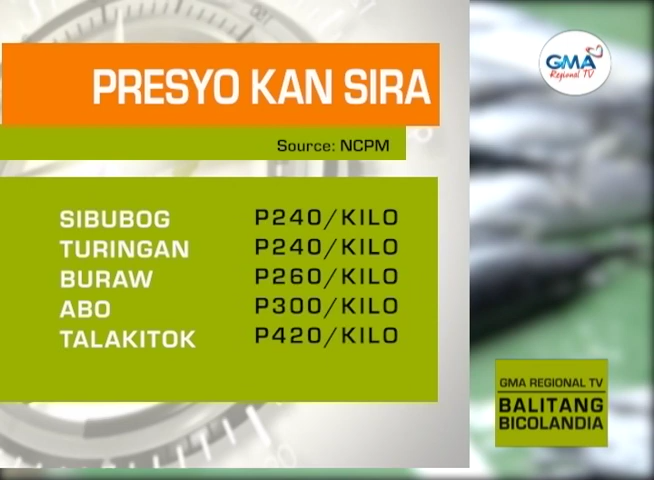 PRESYO KAN SIRA
Source: NCPM
SIBUBOG P240/KILO
TURINGAN P240/KILO
BURAW P260/KILO
ABO P300/KILO
TALAKITOK P420/KILO
GMA
Regional TV
GMA REGIONAL TV
BALITANG
BICOLANDIA